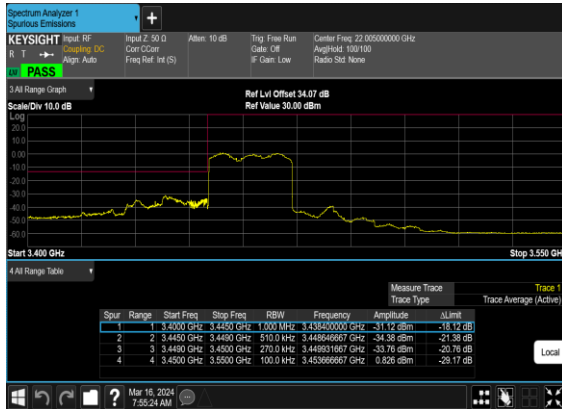 Spectrum Analyzer 1
Spurious Emissions
+
KEYSIGHT Input: RF Input Z: 50 Ω Atten: 10 dB Trig: Free Run Center Freq: 22.005000000 GHz
R T Coupling: DC Corr CCorr Gate: Off Avg|Hold: 100/100
Align: Auto Freq Ref: Int (S) IF Gain: Low Radio Std: None
LV PASS
3 All Range Graph
Ref Lvl Offset 34.07 dB
Scale/Div 10.0 dB Ref Value 30.00 dBm
Log
20.0
10.0
0.00
-10.0
-20.0
-30.0
-40.0
-50.0
-60.0
Start 3.400 GHz Stop 3.550 GH
4 All Range Table
Measure Trace Trace 1
Trace Type Trace Average (Active)
Spur Range Start Freq Stop Freq RBW Frequency Amplitude ΔLimit
1 1 3.4000 GHz 3.4450 GHz 1.000 MHz 3.438400000 GHz -31.12 dBm -18.12 dB
2 2 3.4450 GHz 3.4490 GHz 510.0 kHz 3.448646667 GHz -34.38 dBm -21.38 dB
3 3 3.4490 GHz 3.4500 GHz 270.0 kHz 3.449931667 GHz -33.76 dBm -20.76 dB
4 4 3.4500 GHz 3.5500 GHz 100.0 kHz 3.453666667 GHz 0.826 dBm -29.17 dB
Local
? Mar 16, 2024
7:55:24 AM